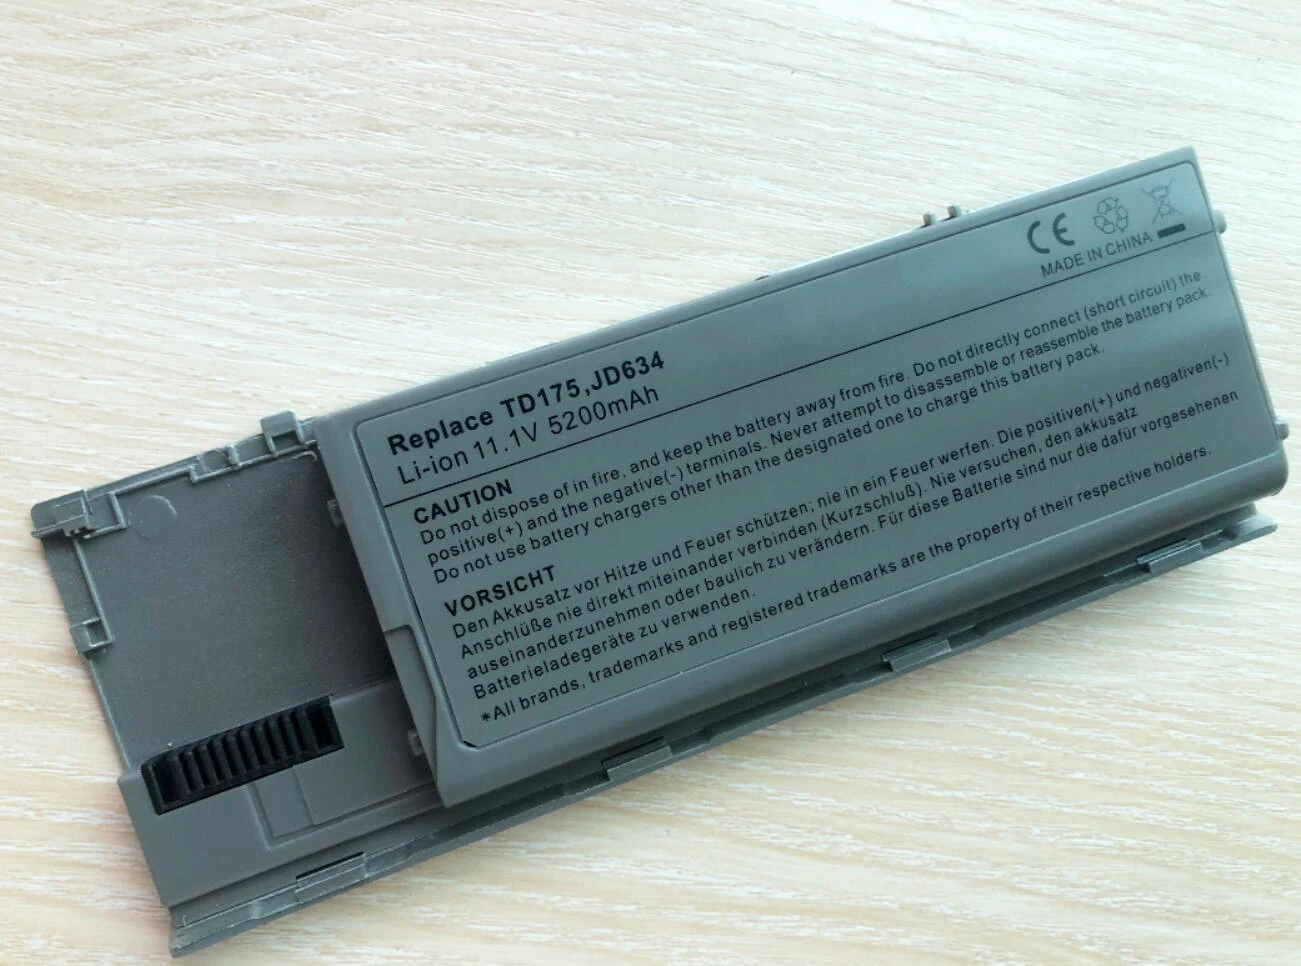 Replace TD175,JD634
Li-ion 11.1V 5200mAh
CE
MADE IN CHINA
CAUTION
Do not dispose of in fire, and keep the battery away from fire. Do not directly connect (short circuit) the
positive(+) and the negative(-) terminals. Never attempt to disassemble or reassemble the battery pack.
Do not use battery chargers other than the designated one to charge this battery pack.
VORSICHT
Den Akkusatz vor Hitze und Feuer schützen; nie in ein Feuer werfen. Die positiven(+) und negativen(-)
Anschlüße nie direkt miteinander verbinden (Kurzschluß). Nie versuchen, den akkusatz
auseinanderzunehmen oder baulich zu verändern. Für diese Batterie sind nur die dafür vorgesehenen
Batterieladegeräte zu verwenden.
*All brands, trademarks and registered trademarks are the property of their respective holders.